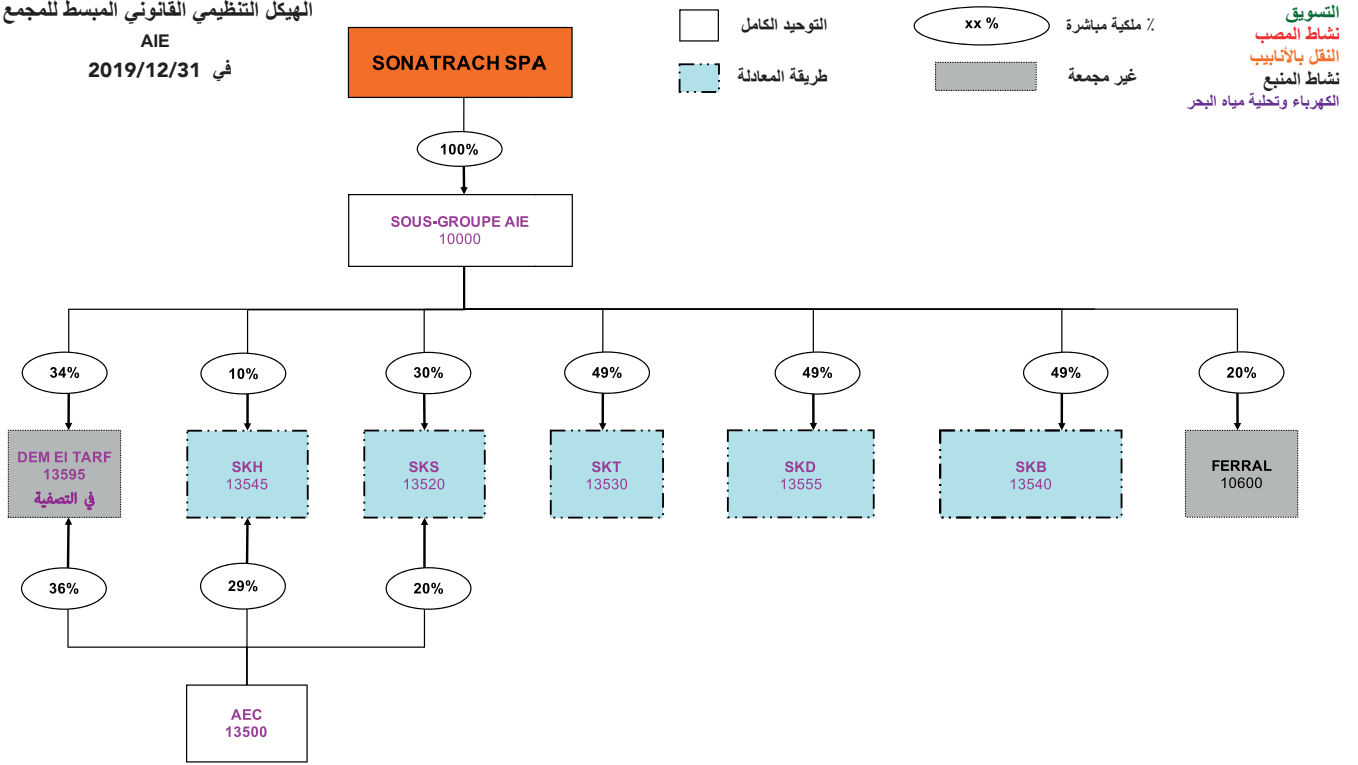 الهيكل التنظيمي القانوني المبسط للمجمع
AIE
في 2019/12/31
SONATRACH SPA
التوحيد الكامل
xx %
٪ ملكية مباشرة
طريقة المعادلة
غير مجمعة
التسويق
نشاط المصب
النقل بالأنابيب
نشاط المنبع
الكهرباء وتحلية مياه البحر
100%
SOUS-GROUPE AIE
10000
34%
10%
30%
49%
49%
49%
20%
DEM El TARF
13595
في التصفية
SKH
13545
SKS
13520
SKT
13530
SKD
13555
SKB
13540
FERRAL
10600
36%
29%
20%
AEC
13500